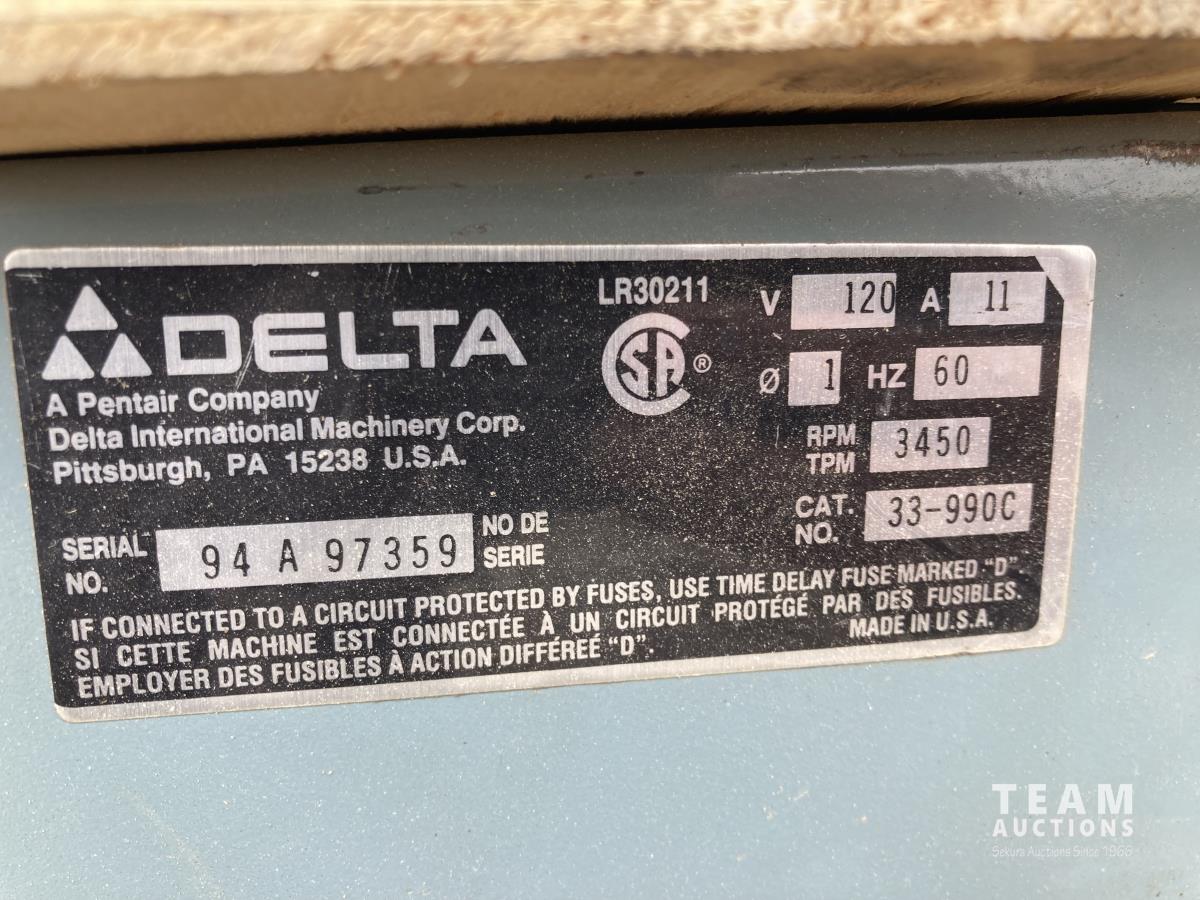 DELTA
A Pentair Company
Delta International Machinery Corp.
Pittsburgh, PA 15238 U.S.A.
LR30211
SA ®
V 120 A 11
Ø 1 HZ 60
RPM
TPM 3450
CAT.
NO. 33-990C
SERIAL
NO. 94 A 97359 NO DE
SERIE
IF CONNECTED TO A CIRCUIT PROTECTED BY FUSES, USE TIME DELAY FUSE MARKED "D".
SI CETTE MACHINE EST CONNECTÉE À UN CIRCUIT PROTÉGÉ PAR DES FUSIBLES.
EMPLOYER DES FUSIBLES À ACTION DIFFÉREÉ "D".
MADE IN U.S.A.
TEAM
AUCTIONS
Sekura Auctions Since 1966